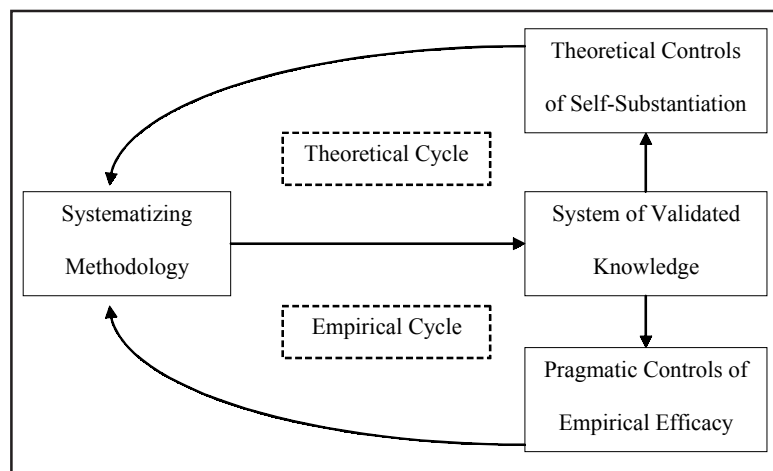 Theoretical Controls
of Self-Substantiation
Theoretical Cycle
Systematizing
Methodology
System of Validated
Knowledge
Empirical Cycle
Pragmatic Controls of
Empirical Efficacy